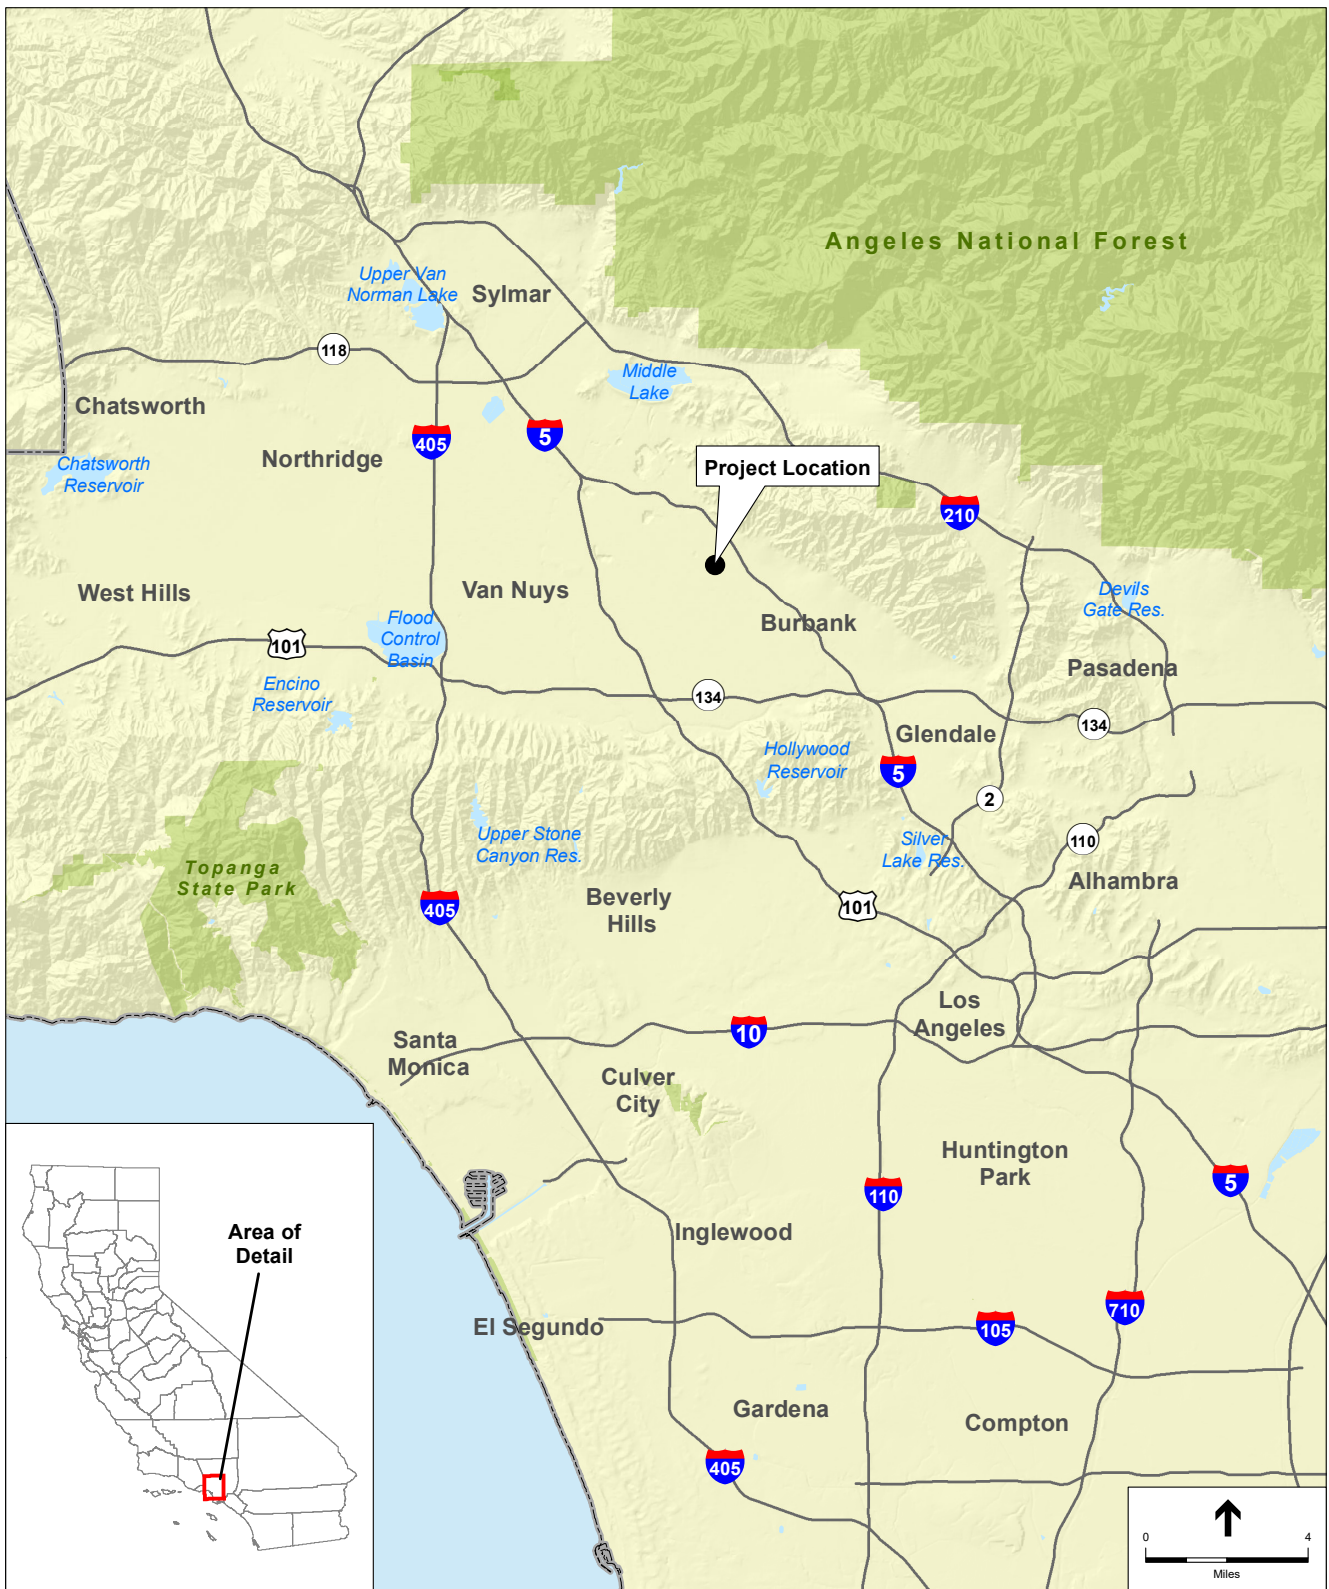 Angeles National Forest
Upper Van
Norman Lake
Sylmar
118
Middle
Lake
Chatsworth
405
5
Northridge
Chatsworth
Reservoir
Project Location
210
West Hills
Van Nuys
Devils
Gate Res.
Flood
Control
Basin
Burbank
101
Pasadena
Encino
Reservoir
134
134
Glendale
Hollywood
Reservoir
5
2
Upper Stone
Canyon Res.
Silver
Lake Res.
110
Topanga
State Park
Alhambra
Beverly
Hills
405
101
Los
Angeles
10
Santa
Monica
Culver
City
Huntington
Park
5
110
Area of
Detail
Inglewood
710
El Segundo
105
Gardena
Compton
405
0
4
Miles